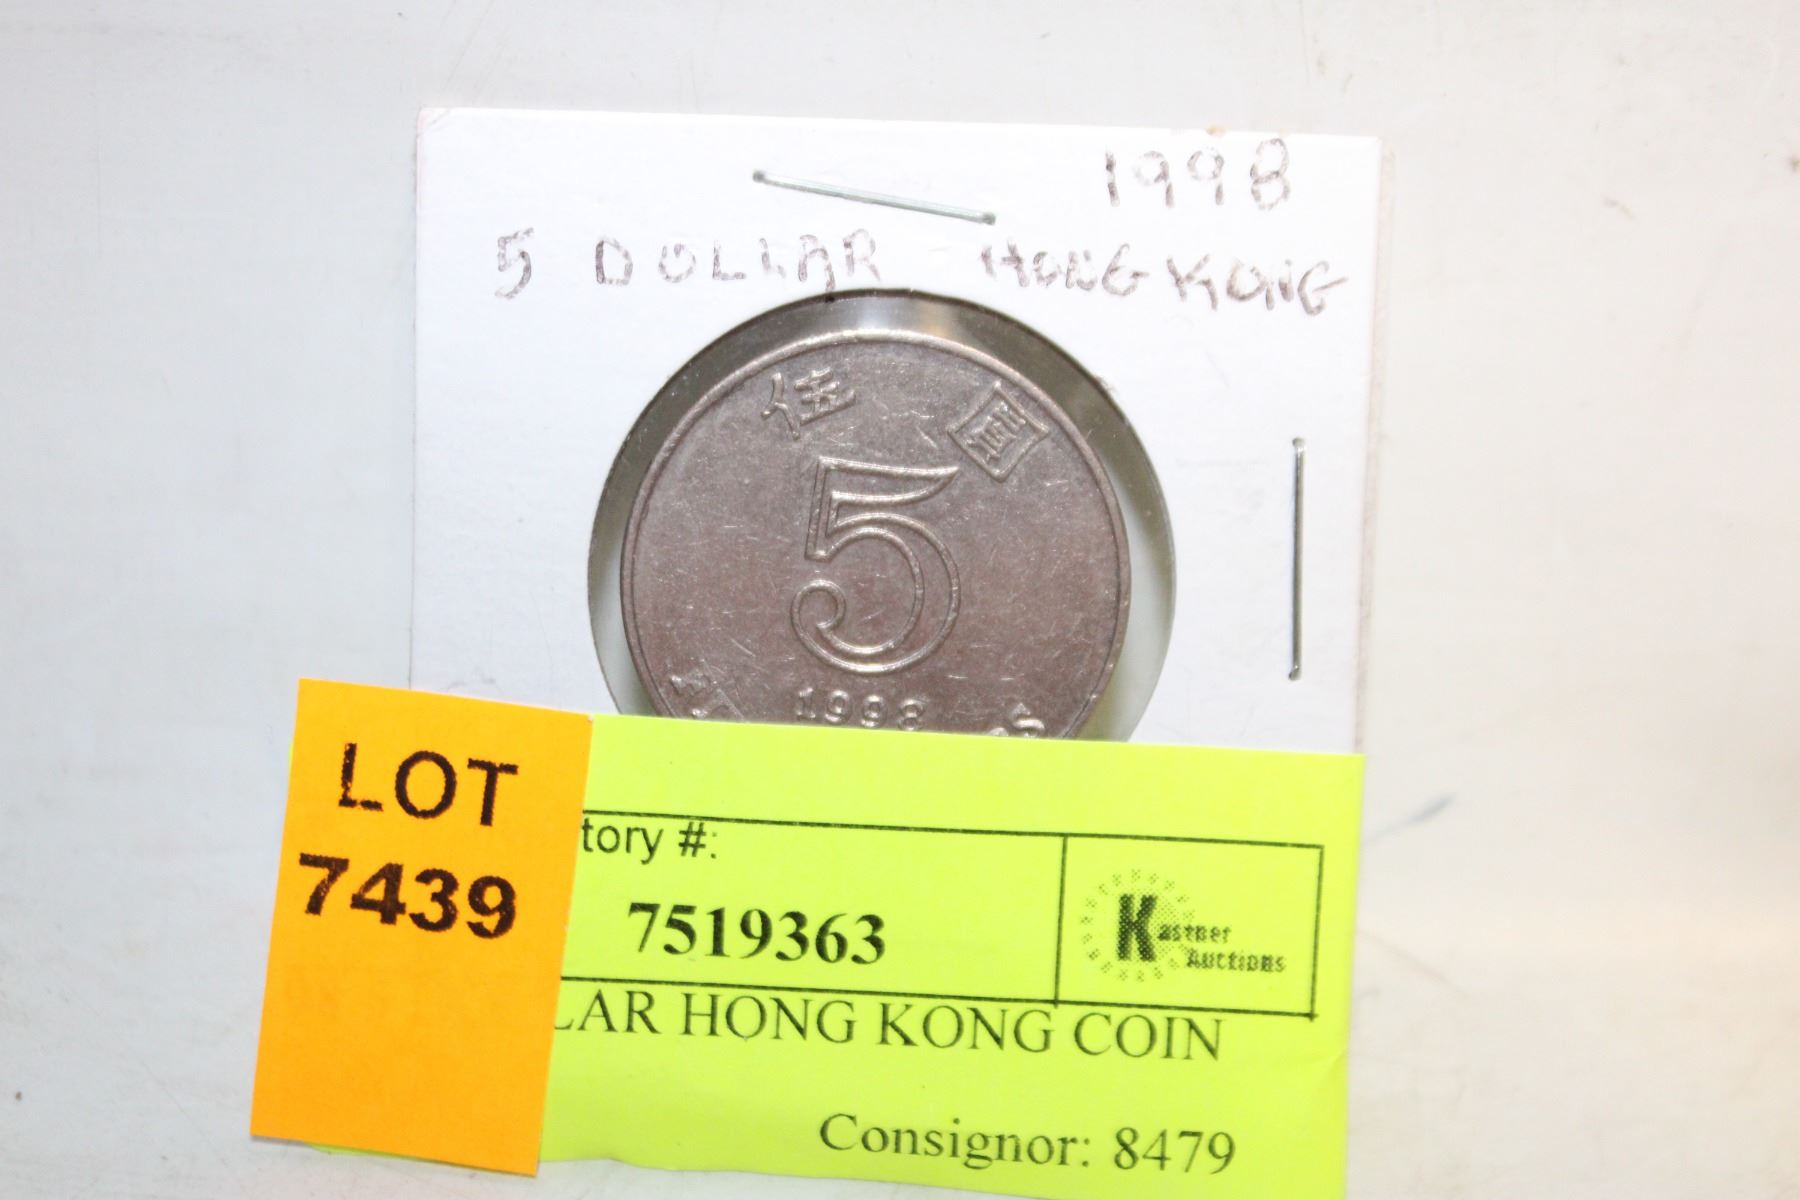 1998
5 DOLLAR HONG KONG
伍 圓
5
1998
LOT
7439
tory #:
7519363
Kastner
Auctions
LAR HONG KONG COIN
Consignor: 8479